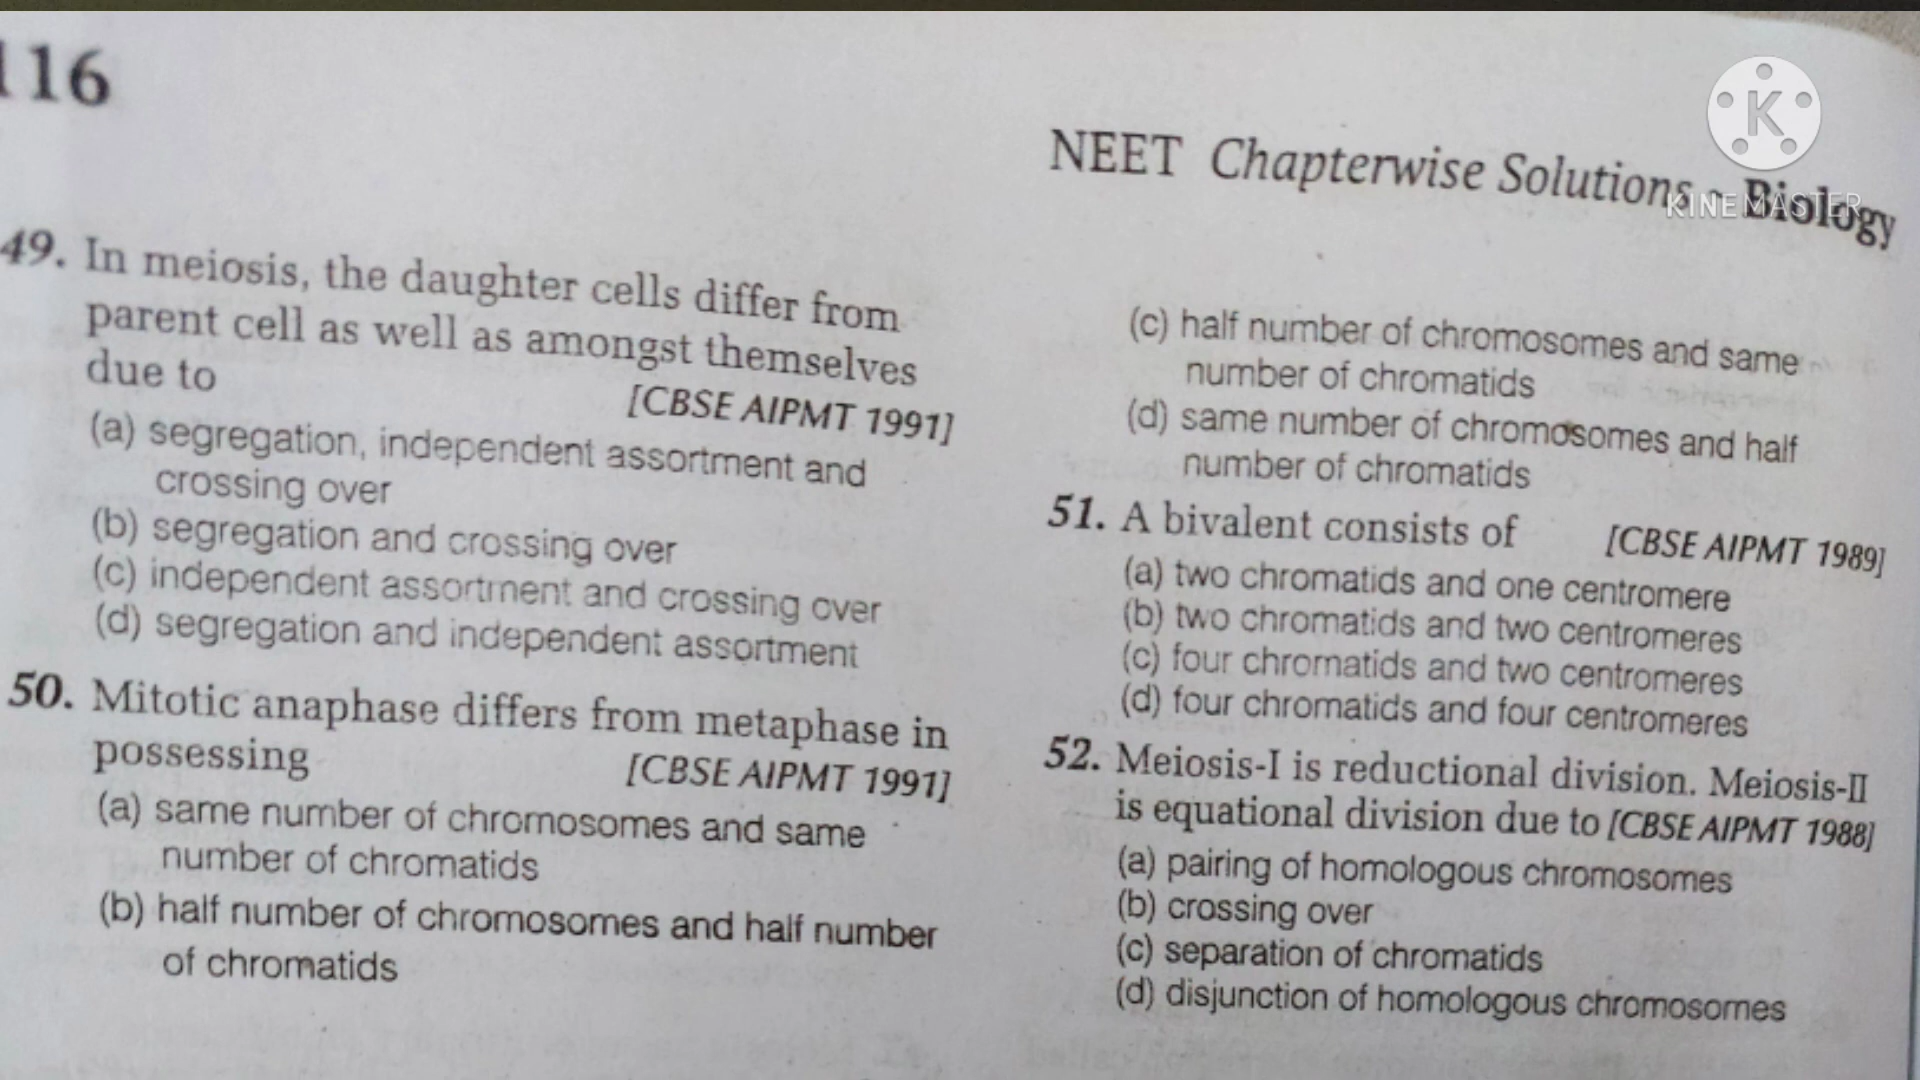 116
NEET Chapterwise Solutions ~ Biology
KINEMASTER
49. In meiosis, the daughter cells differ from
parent cell as well as amongst themselves
due to [CBSE AIPMT 1991]
(a) segregation, independent assortment and
crossing over
(b) segregation and crossing over
(c) independent assortment and crossing over
(d) segregation and independent assortment
50. Mitotic anaphase differs from metaphase in
possessing [CBSE AIPMT 1991]
(a) same number of chromosomes and same
number of chromatids
(b) half number of chromosomes and half number
of chromatids
(c) half number of chromosomes and same
number of chromatids
(d) same number of chromosomes and half
number of chromatids
51. A bivalent consists of [CBSE AIPMT 1989]
(a) two chromatids and one centromere
(b) two chromatids and two centromeres
(c) four chromatids and two centromeres
(d) four chromatids and four centromeres
52. Meiosis-I is reductional division. Meiosis-II
is equational division due to [CBSE AIPMT 1988]
(a) pairing of homologous chromosomes
(b) crossing over
(c) separation of chromatids
(d) disjunction of homologous chromosomes